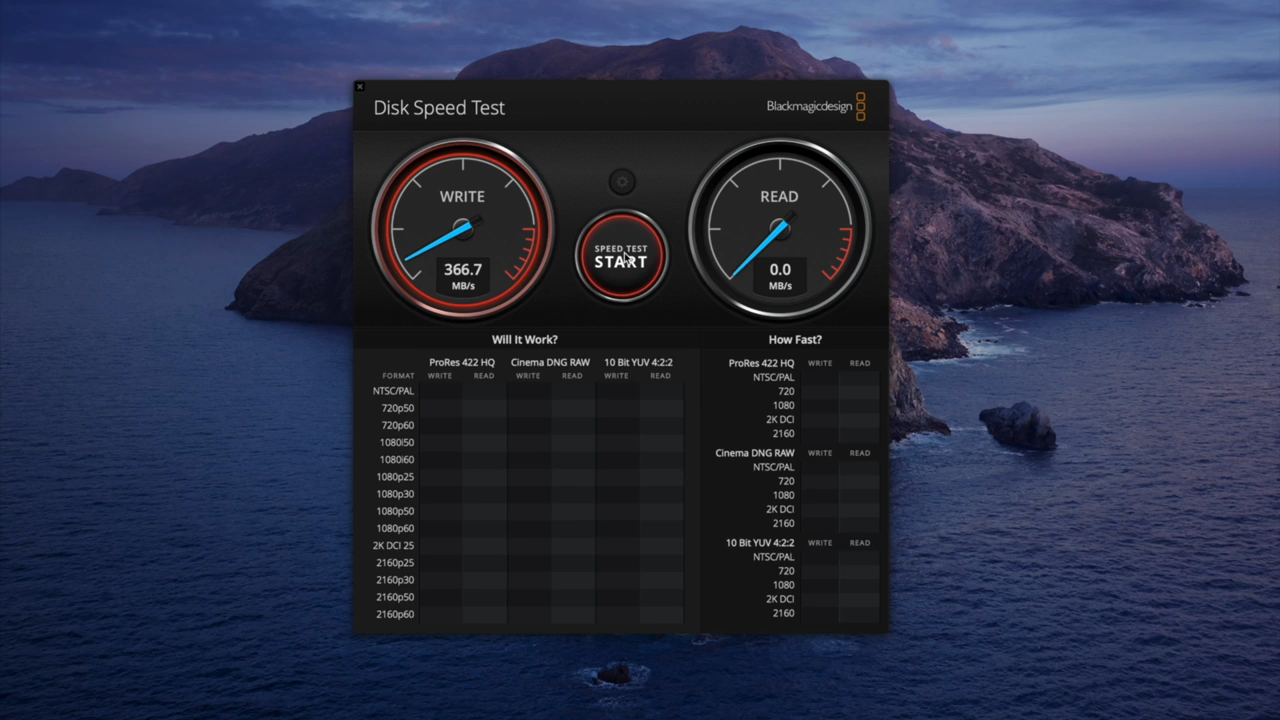 Disk Speed Test
Blackmagicdesign
WRITE
366.7
MB/s
SPEED TEST
START
READ
0.0
MB/s
Will It Work?
ProRes 422 HQ Cinema DNG RAW 10 Bit YUV 4:2:2
FORMAT WRITE READ WRITE READ WRITE READ
NTSC/PAL
720p50
720p60
1080i50
1080i60
1080p25
1080p30
1080p50
1080p60
2K DCI 25
2160p25
2160p30
2160p50
2160p60
How Fast?
ProRes 422 HQ WRITE READ
NTSC/PAL
720
1080
2K DCI
2160
Cinema DNG RAW WRITE READ
NTSC/PAL
720
1080
2K DCI
2160
10 Bit YUV 4:2:2 WRITE READ
NTSC/PAL
720
1080
2K DCI
2160